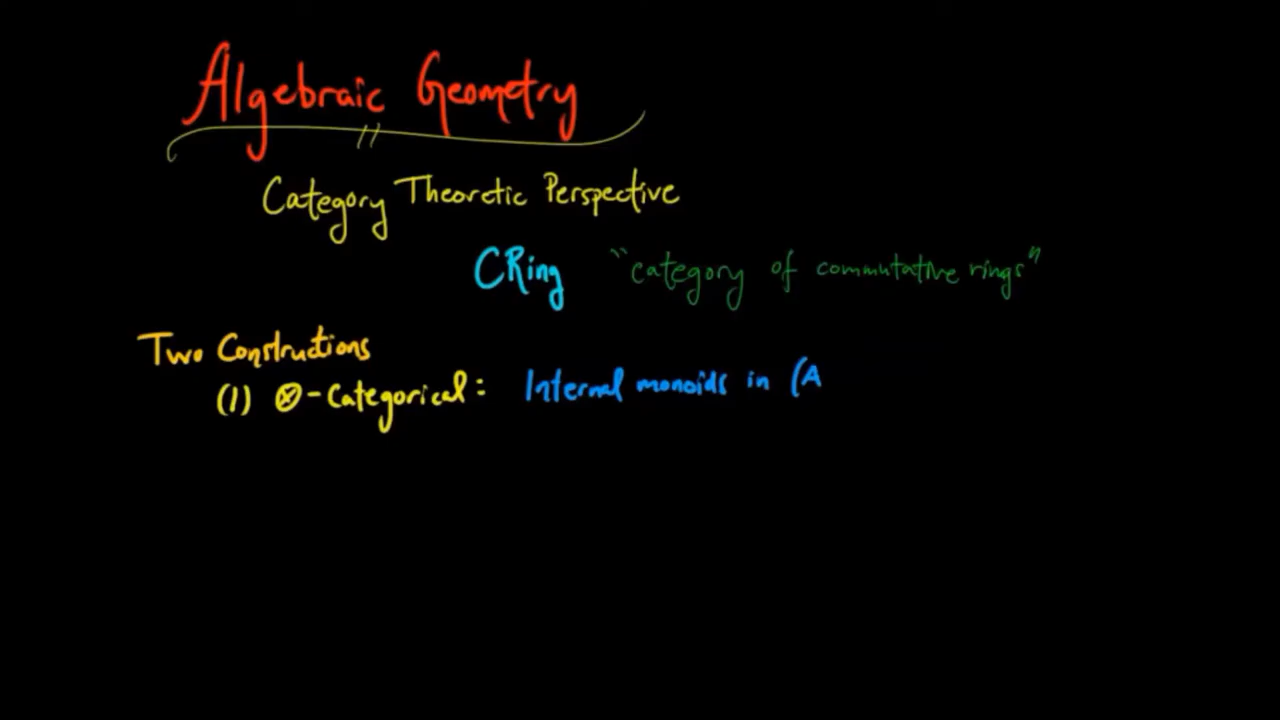 Algebraic Geometry
Category Theoretic Perspective
CRing "category of commutative rings"
Two Constructions
(1) ⊗-Categorical: Internal monoids in (A